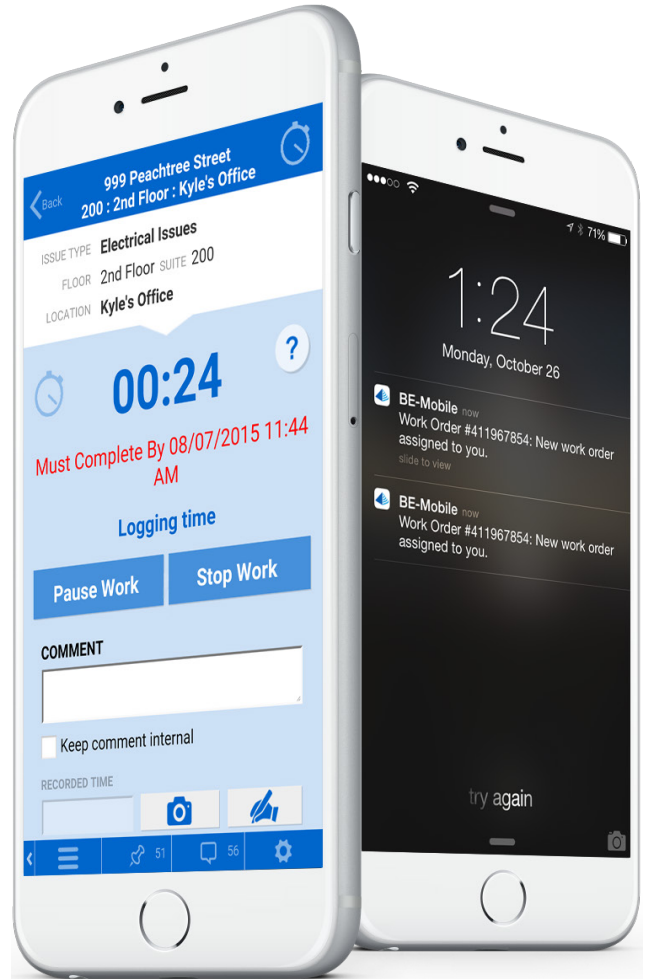 Back
999 Peachtree Street
200 : 2nd Floor : Kyle's Office
ISSUE TYPE Electrical Issues
FLOOR 2nd Floor SUITE 200
LOCATION Kyle's Office
00:24
?
Must Complete By 08/07/2015 11:44
AM
Logging time
Pause Work
Stop Work
COMMENT
Keep comment internal
RECORDED TIME
51
56
71%
1:24
Monday, October 26
BE-Mobile now
Work Order #411967854: New work order
assigned to you.
slide to view
BE-Mobile now
Work Order #411967854: New work order
assigned to you.
try again